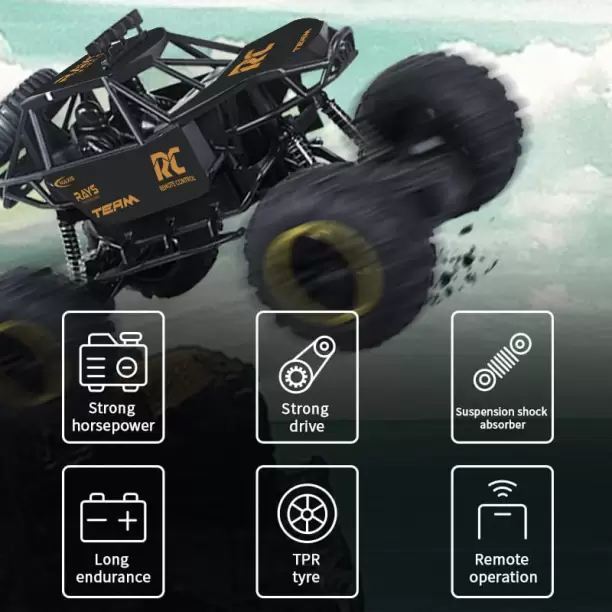 RC
TEAM
RC
REMOTE CONTROL
RAYS
TEAM
Strong
horsepower
Strong
drive
Suspension shock
absorber
Long
endurance
TPR
tyre
Remote
operation